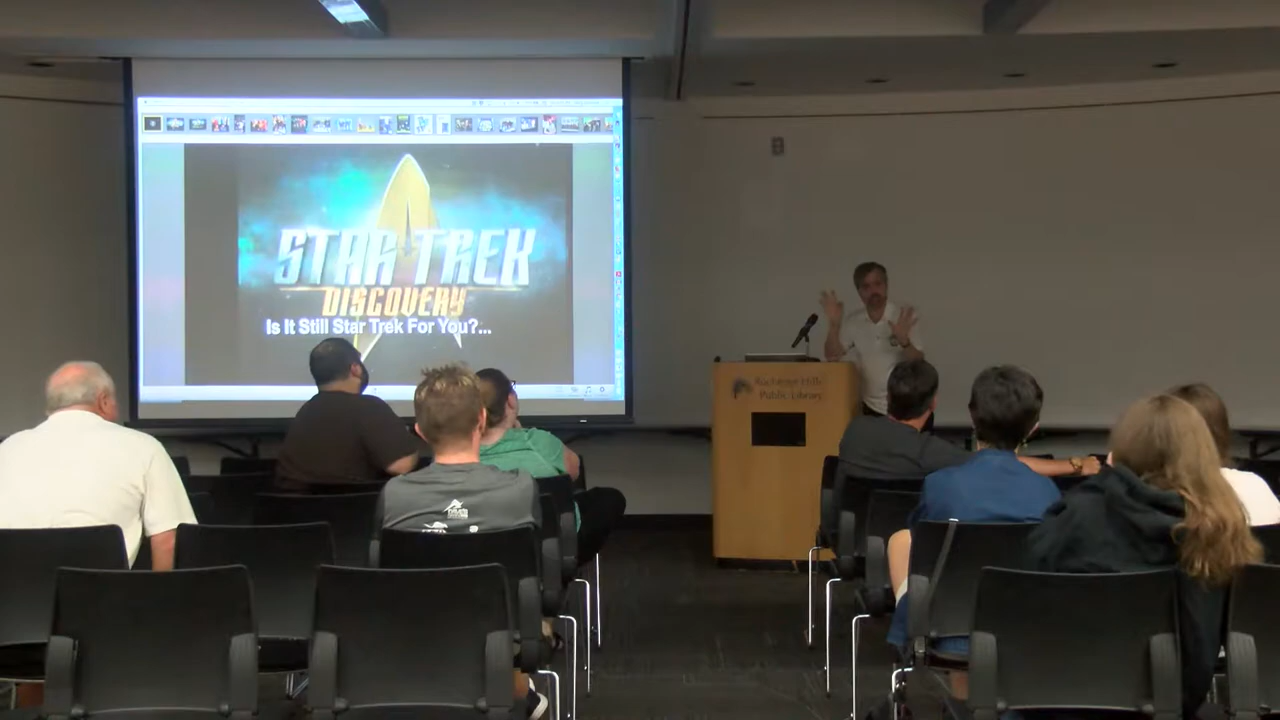 STAR TREK
DISCOVERY
Is It Still Star Trek For You?...
Rochester Hills
Public Library